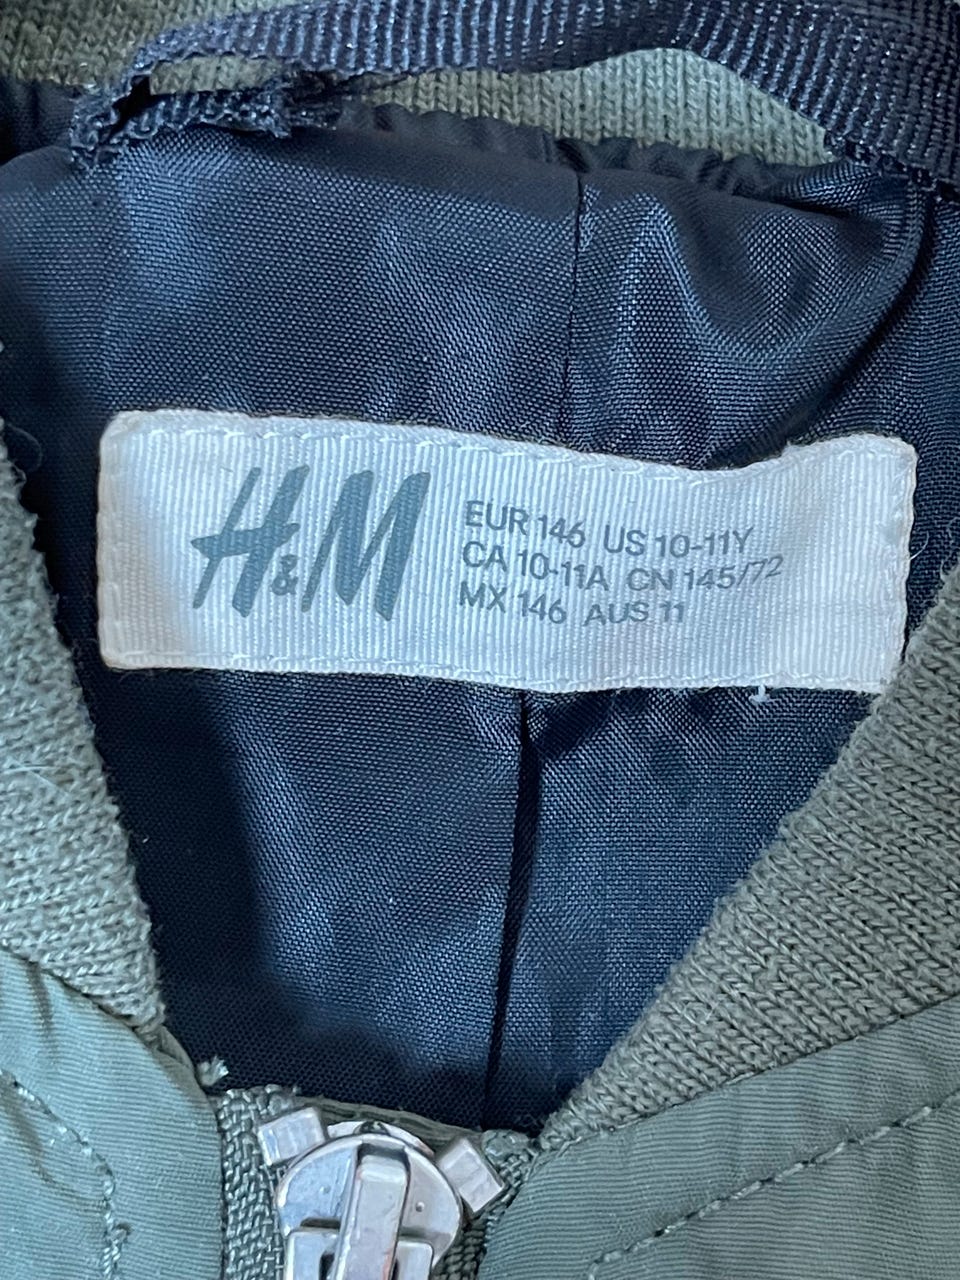 H&M
EUR 146 US 10-11Y
CA 10-11A CN 145/72
MX 146 AUS 11